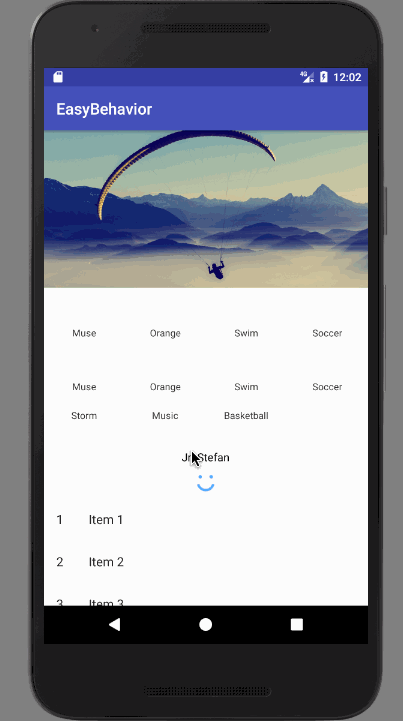 4G 12:02
EasyBehavior
Muse Orange Swim Soccer
Muse Orange Swim Soccer
Storm Music Basketball
Stefan
1 Item 1
2 Item 2
3 Item 3